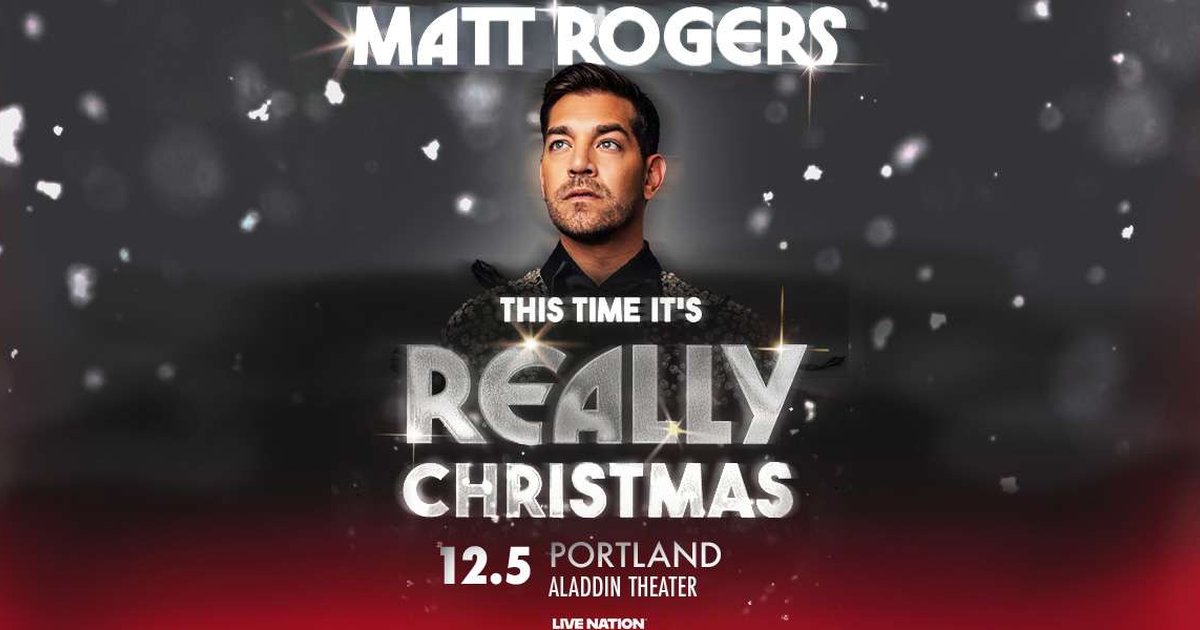 MATT ROGERS
THIS TIME IT'S
REALLY
CHRISTMAS
12.5 PORTLAND
ALADDIN THEATER
LIVE NATION